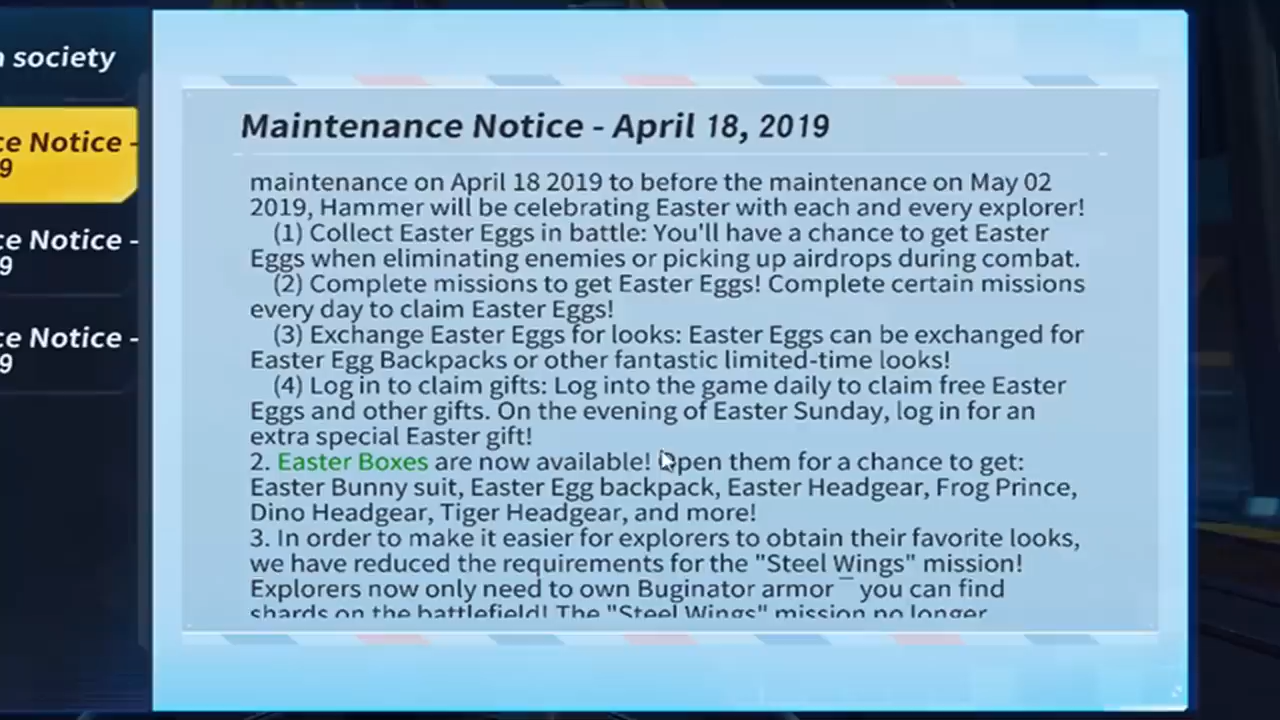 society
ce Notice -
9
ce Notice -
9
ce Notice -
9
Maintenance Notice - April 18, 2019
maintenance on April 18 2019 to before the maintenance on May 02
2019, Hammer will be celebrating Easter with each and every explorer!
(1) Collect Easter Eggs in battle: You'll have a chance to get Easter
Eggs when eliminating enemies or picking up airdrops during combat.
(2) Complete missions to get Easter Eggs! Complete certain missions
every day to claim Easter Eggs!
(3) Exchange Easter Eggs for looks: Easter Eggs can be exchanged for
Easter Egg Backpacks or other fantastic limited-time looks!
(4) Log in to claim gifts: Log into the game daily to claim free Easter
Eggs and other gifts. On the evening of Easter Sunday, log in for an
extra special Easter gift!
2. Easter Boxes are now available! Open them for a chance to get:
Easter Bunny suit, Easter Egg backpack, Easter Headgear, Frog Prince,
Dino Headgear, Tiger Headgear, and more!
3. In order to make it easier for explorers to obtain their favorite looks,
we have reduced the requirements for the "Steel Wings" mission!
Explorers now only need to own Buginator armor ¯ you can find
shards on the battlefield! The "Steel Wings" mission no longer